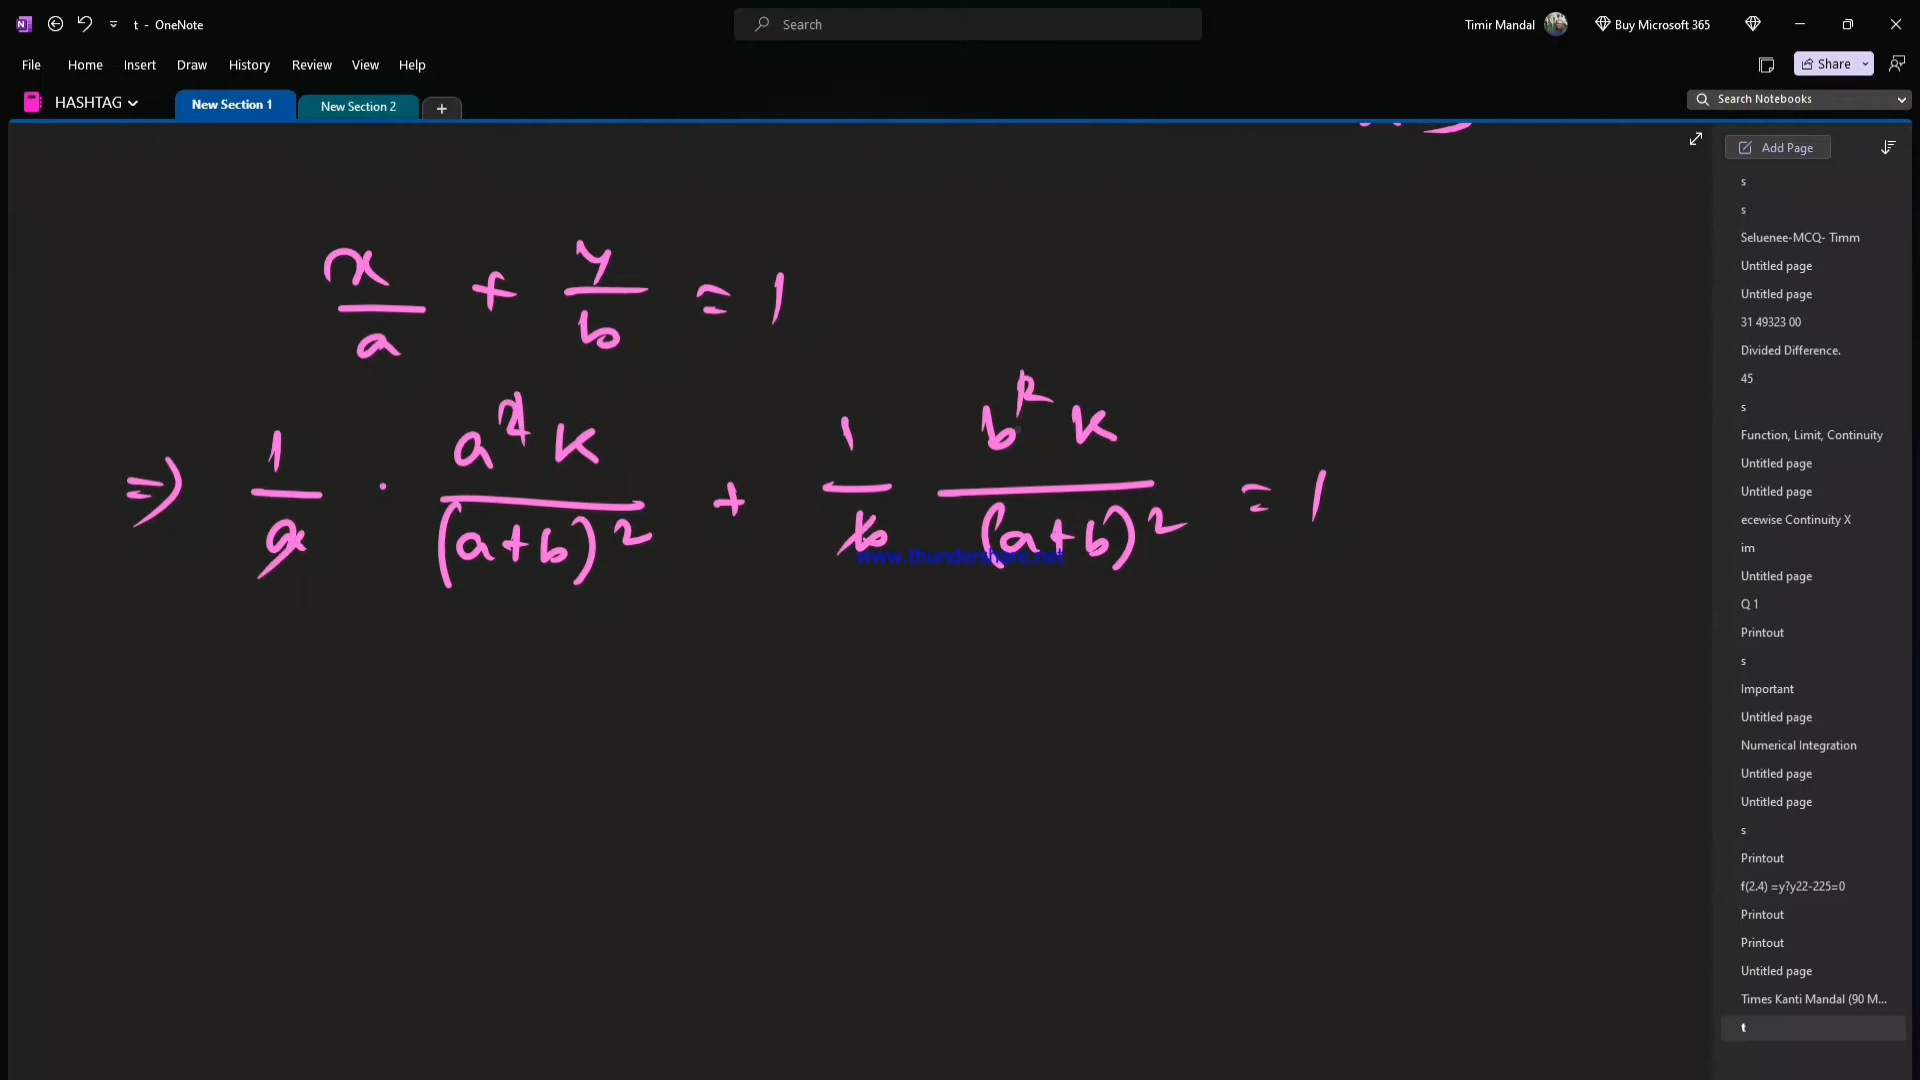 t - OneNote
Search
Timir Mandal
Buy Microsoft 365
File Home Insert Draw History Review View Help
Share
HASHTAG
New Section 1
New Section 2
+
Search Notebooks
Add Page
s
s
Seluenee-MCQ- Timm
Untitled page
Untitled page
31 49323 00
Divided Difference.
45
s
Function, Limit, Continuity
Untitled page
Untitled page
ecewise Continuity X
im
Untitled page
Q 1
Printout
s
Important
Untitled page
Numerical Integration
Untitled page
Untitled page
s
Printout
f(2.4) =y?y22-225=0
Printout
Printout
Untitled page
Times Kanti Mandal (90 M...
t
x/a + y/b = 1
⇒ 1/a · a²k/(a+b)² + 1/b b²k/(a+b)² = 1
www.thundershare.net